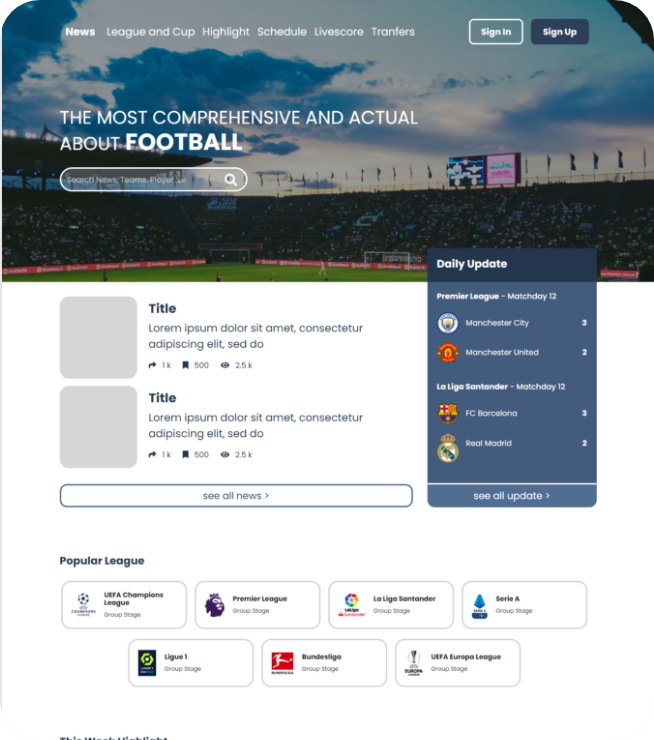 News League and Cup Highlight Schedule Livescore Tranfers Sign In Sign Up
THE MOST COMPREHENSIVE AND ACTUAL
ABOUT FOOTBALL
Search News, Teams, Player
Daily Update
Premier League - Matchday 12
Manchester City 3
Manchester United 2
La Liga Santander - Matchday 12
FC Barcelona 3
Real Madrid 2
see all update >
Title
Lorem ipsum dolor sit amet, consectetur
adipiscing elit, sed do
1 k 500 2.5 k
Title
Lorem ipsum dolor sit amet, consectetur
adipiscing elit, sed do
1 k 500 2.5 k
see all news >
Popular League
UEFA Champions
League
Group Stage
Premier League
Group Stage
La Liga Santander
Group Stage
Serie A
Group Stage
Ligue 1
Group Stage
Bundesliga
Group Stage
UEFA Europa League
Group Stage
This Week Highlight